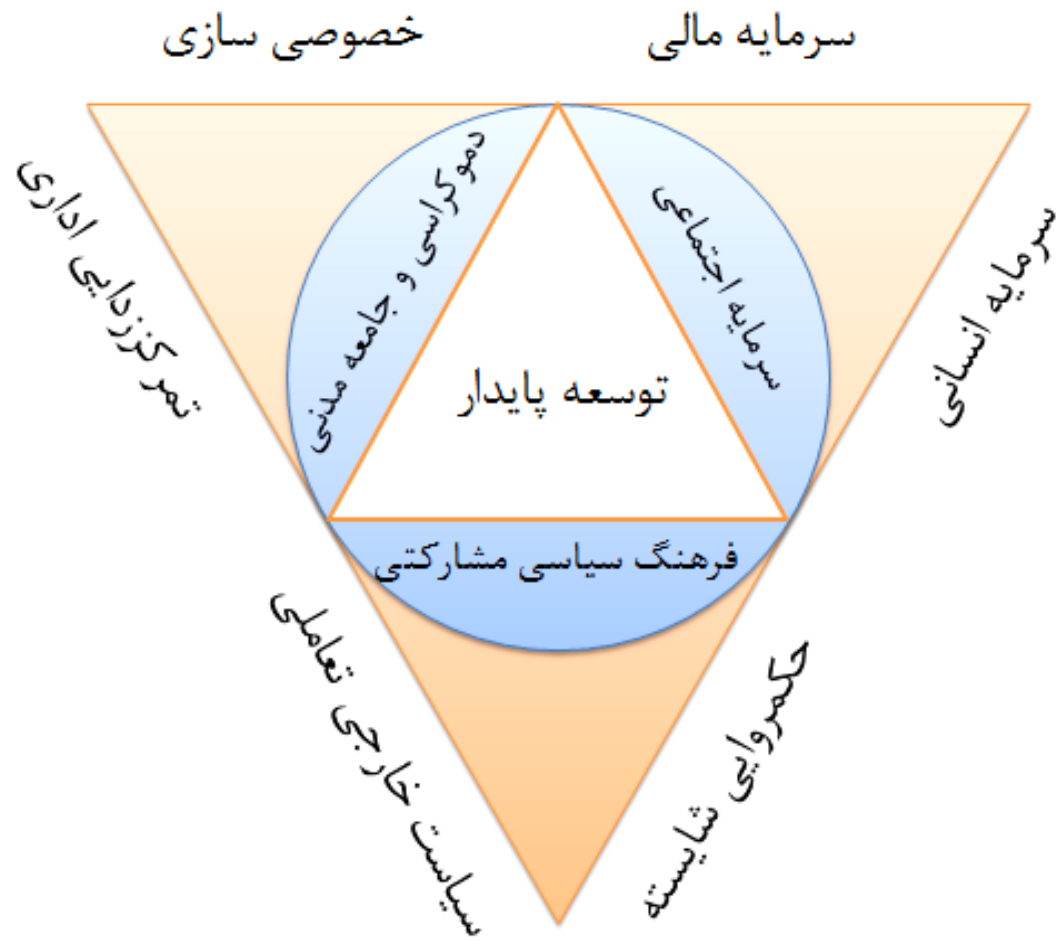 سرمایه مالی
خصوصی سازی
دموکراسی و جامعه مدنی
سرمایه اجتماعی
تمرکززدایی اداری
سرمایه انسانی
توسعه پایدار
فرهنگ سیاسی مشارکتی
سیاست خارجی تعاملی
حکمروایی شایسته